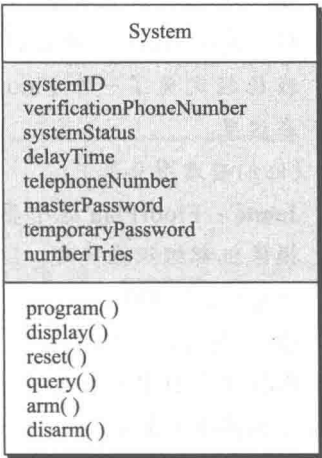 System
systemID
verificationPhoneNumber
systemStatus
delayTime
telephoneNumber
masterPassword
temporaryPassword
numberTries
program( )
display( )
reset( )
query( )
arm( )
disarm( )